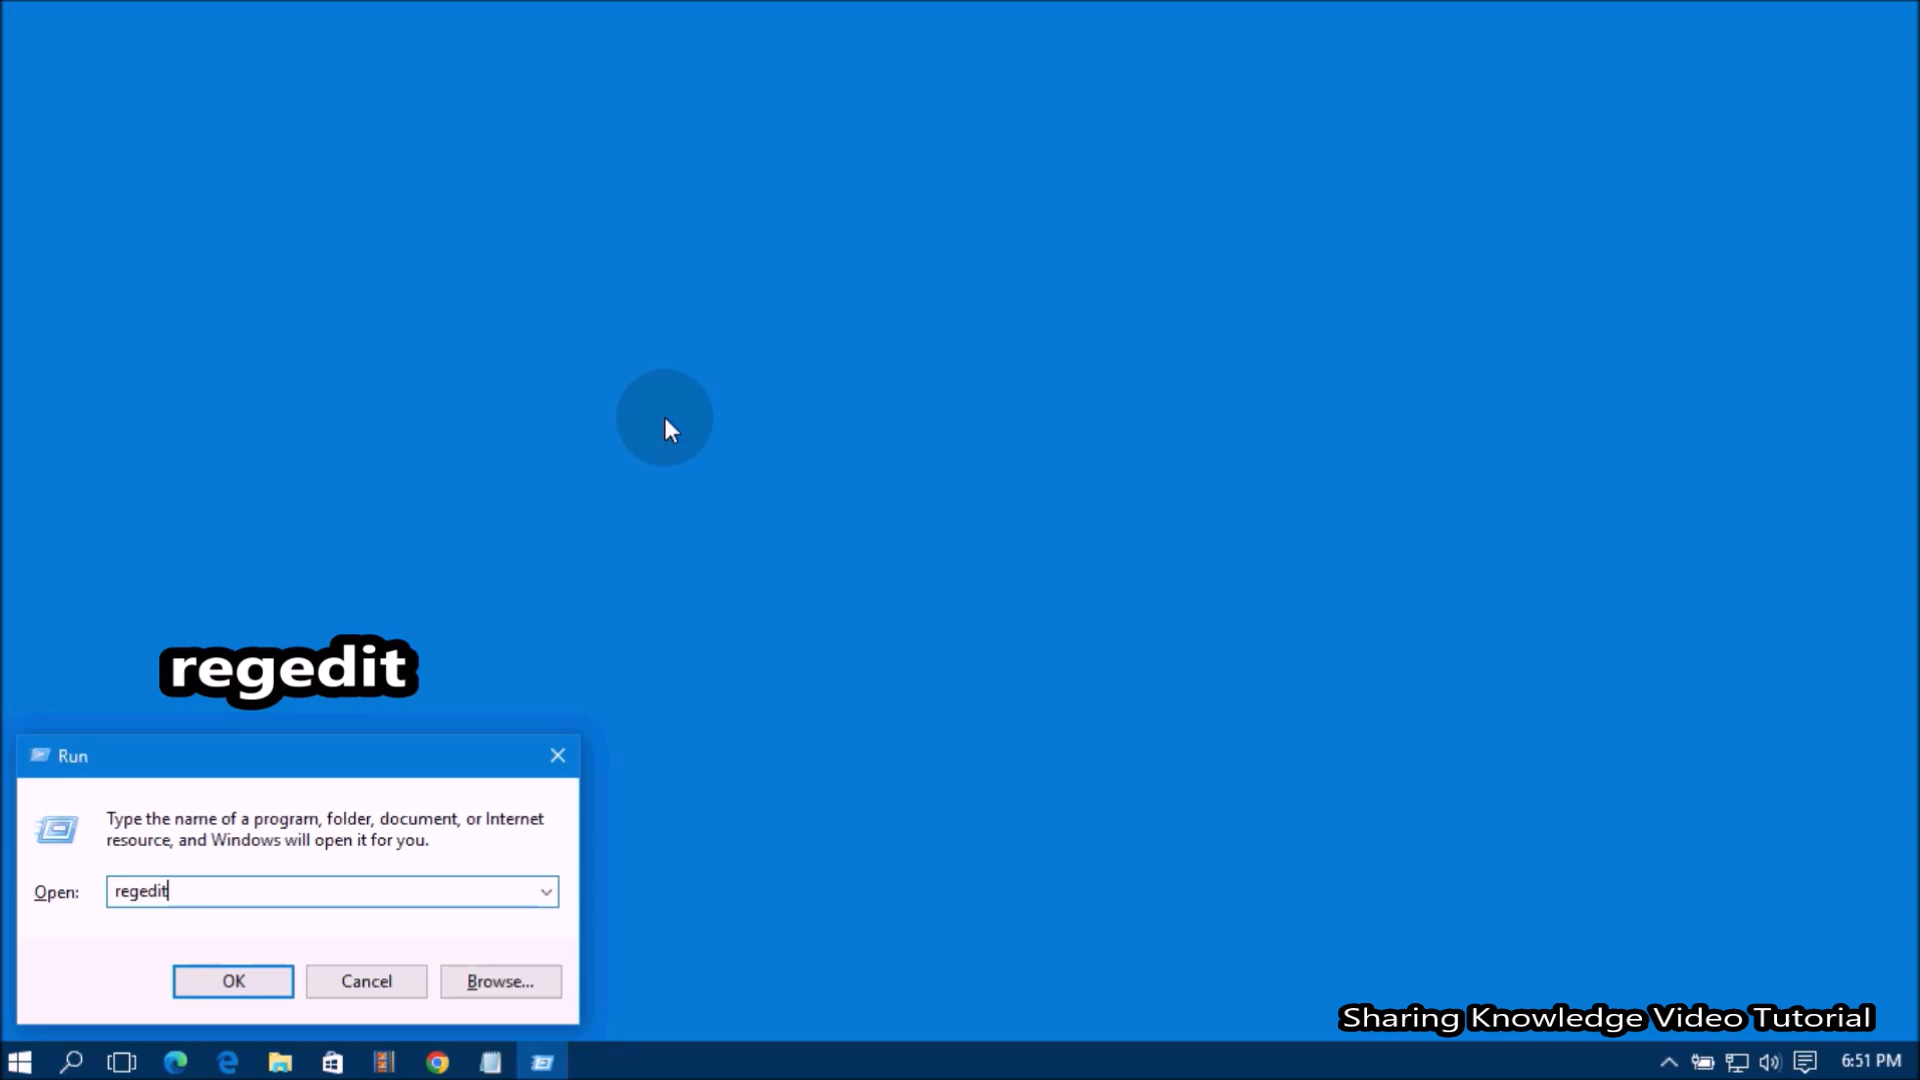 regedit
Run
Type the name of a program, folder, document, or Internet
resource, and Windows will open it for you.
Open: regedit
OK Cancel Browse...
Sharing Knowledge Video Tutorial
6:51 PM